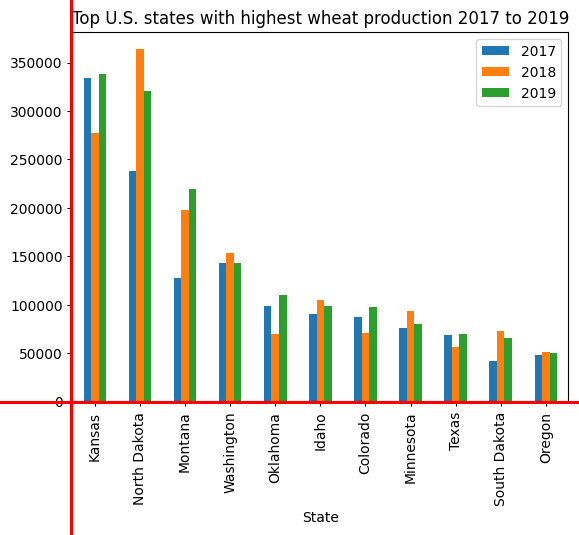 Top U.S. states with highest wheat production 2017 to 2019
2017
2018
2019
350000
300000
250000
200000
150000
100000
50000
0
Kansas
North Dakota
Montana
Washington
Oklahoma
Idaho
Colorado
Minnesota
Texas
South Dakota
Oregon
State